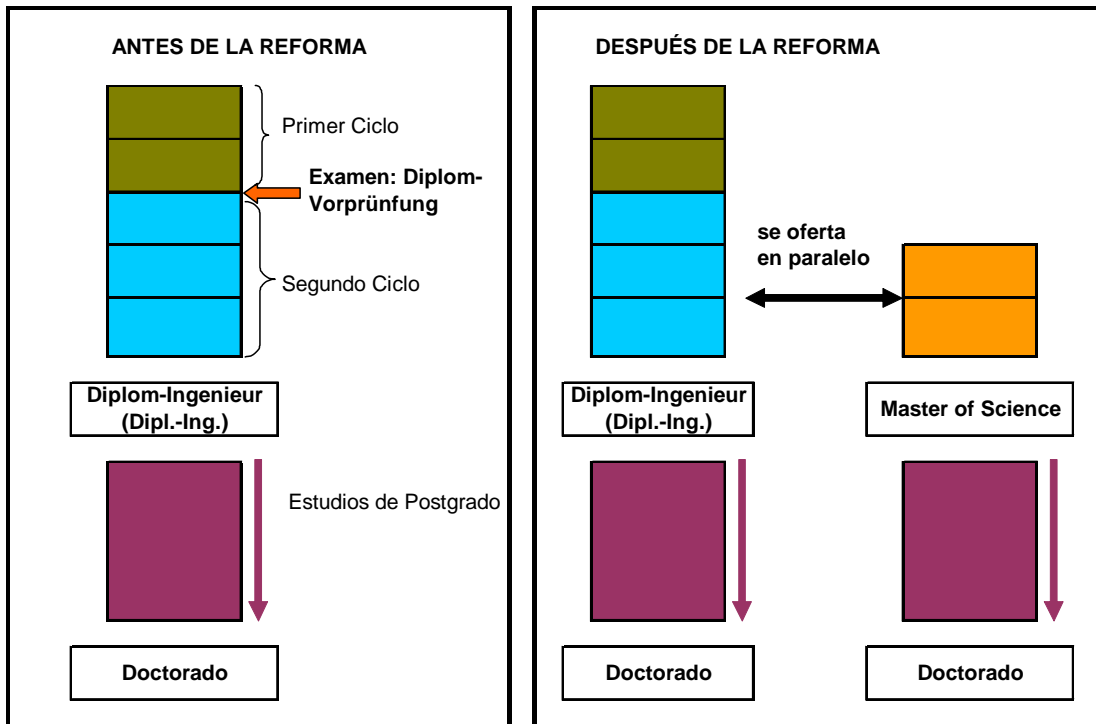 ANTES DE LA REFORMA
Primer Ciclo
Examen: Diplom-
Vorprünfung
Segundo Ciclo
Diplom-Ingenieur
(Dipl.-Ing.)
Estudios de Postgrado
Doctorado
DESPUÉS DE LA REFORMA
se oferta
en paralelo
Diplom-Ingenieur
(Dipl.-Ing.)
Master of Science
Doctorado
Doctorado